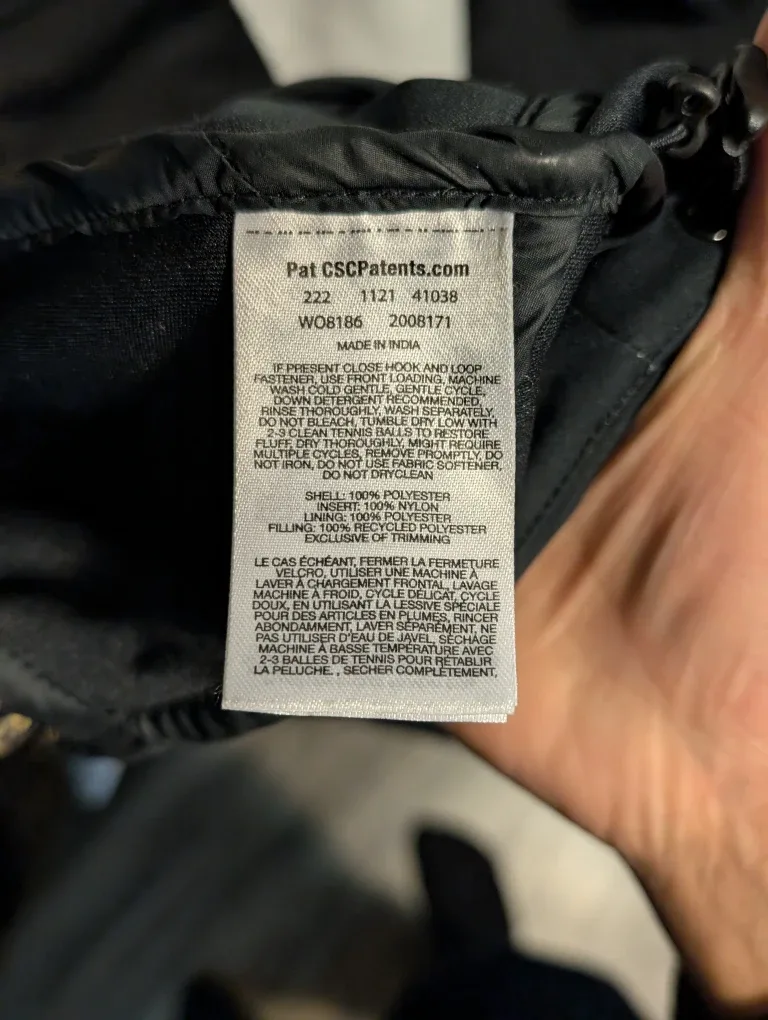 Pat CSCPatents.com
222 1121 41038
WO8186 2008171
MADE IN INDIA
IF PRESENT CLOSE HOOK AND LOOP
FASTENER, USE FRONT LOADING, MACHINE
WASH COLD GENTLE, GENTLE CYCLE,
DOWN DETERGENT RECOMMENDED,
RINSE THOROUGHLY, WASH SEPARATELY,
DO NOT BLEACH, TUMBLE DRY LOW WITH
2-3 CLEAN TENNIS BALLS TO RESTORE
FLUFF, DRY THOROUGHLY, MIGHT REQUIRE
MULTIPLE CYCLES, REMOVE PROMPTLY, DO
NOT IRON, DO NOT USE FABRIC SOFTENER,
DO NOT DRYCLEAN
SHELL: 100% POLYESTER
INSERT: 100% NYLON
LINING: 100% POLYESTER
FILLING: 100% RECYCLED POLYESTER
EXCLUSIVE OF TRIMMING
LE CAS ÉCHÉANT, FERMER LA FERMETURE
VELCRO, UTILISER UNE MACHINE À
LAVER À CHARGEMENT FRONTAL, LAVAGE
MACHINE À FROID, CYCLE DÉLICAT, CYCLE
DOUX, EN UTILISANT LA LESSIVE SPÉCIALE
POUR DES ARTICLES EN PLUMES, RINCER
ABONDAMMENT, LAVER SÉPARÉMENT, NE
PAS UTILISER D'EAU DE JAVEL, SÉCHAGE
MACHINE À BASSE TEMPÉRATURE AVEC
2-3 BALLES DE TENNIS POUR RÉTABLIR
LA PELUCHE. , SECHER COMPLÈTEMENT,